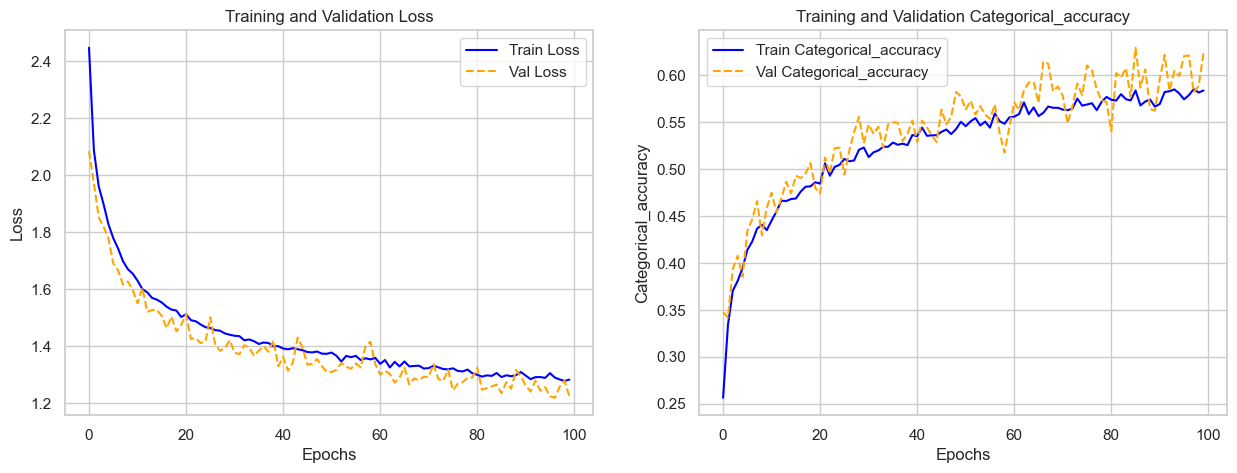 Training and Validation Loss
Train Loss
Val Loss
2.4
2.2
2.0
1.8
1.6
1.4
1.2
Loss
0
20
40
60
80
100
Epochs
Training and Validation Categorical_accuracy
Train Categorical_accuracy
Val Categorical_accuracy
0.60
0.55
0.50
0.45
0.40
0.35
0.30
0.25
Categorical_accuracy
0
20
40
60
80
100
Epochs